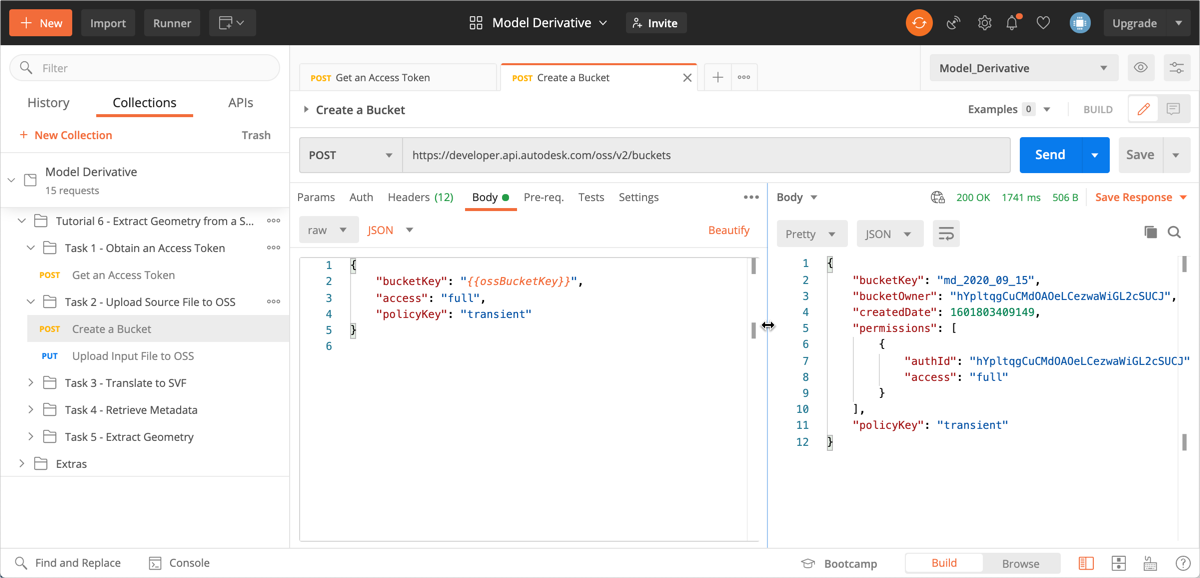 New Import Runner Model Derivative Invite Upgrade
Filter
History Collections APIs
+ New Collection Trash
Model Derivative
15 requests
Tutorial 6 - Extract Geometry from a S...
Task 1 - Obtain an Access Token
POST Get an Access Token
Task 2 - Upload Source File to OSS
POST Create a Bucket
PUT Upload Input File to OSS
Task 3 - Translate to SVF
Task 4 - Retrieve Metadata
Task 5 - Extract Geometry
Extras
POST Get an Access Token POST Create a Bucket Model_Derivative
Create a Bucket Examples 0 BUILD
POST https://developer.api.autodesk.com/oss/v2/buckets Send Save
Params Auth Headers (12) Body Pre-req. Tests Settings
raw JSON Beautify
1 {
2 "bucketKey": "{{ossBucketKey}}",
3 "access": "full",
4 "policyKey": "transient"
5 }
6
Body 200 OK 1741 ms 506 B Save Response
Pretty JSON
1 {
2 "bucketKey": "md_2020_09_15",
3 "bucketOwner": "hYpltqgCuCMdOAOeLCezwaWiGL2cSUCJ",
4 "createdDate": 1601803409149,
5 "permissions": [
6 {
7 "authId": "hYpltqgCuCMdOAOeLCezwaWiGL2cSUCJ"
8 "access": "full"
9 }
10 ],
11 "policyKey": "transient"
12 }
Find and Replace Console Bootcamp Build Browse